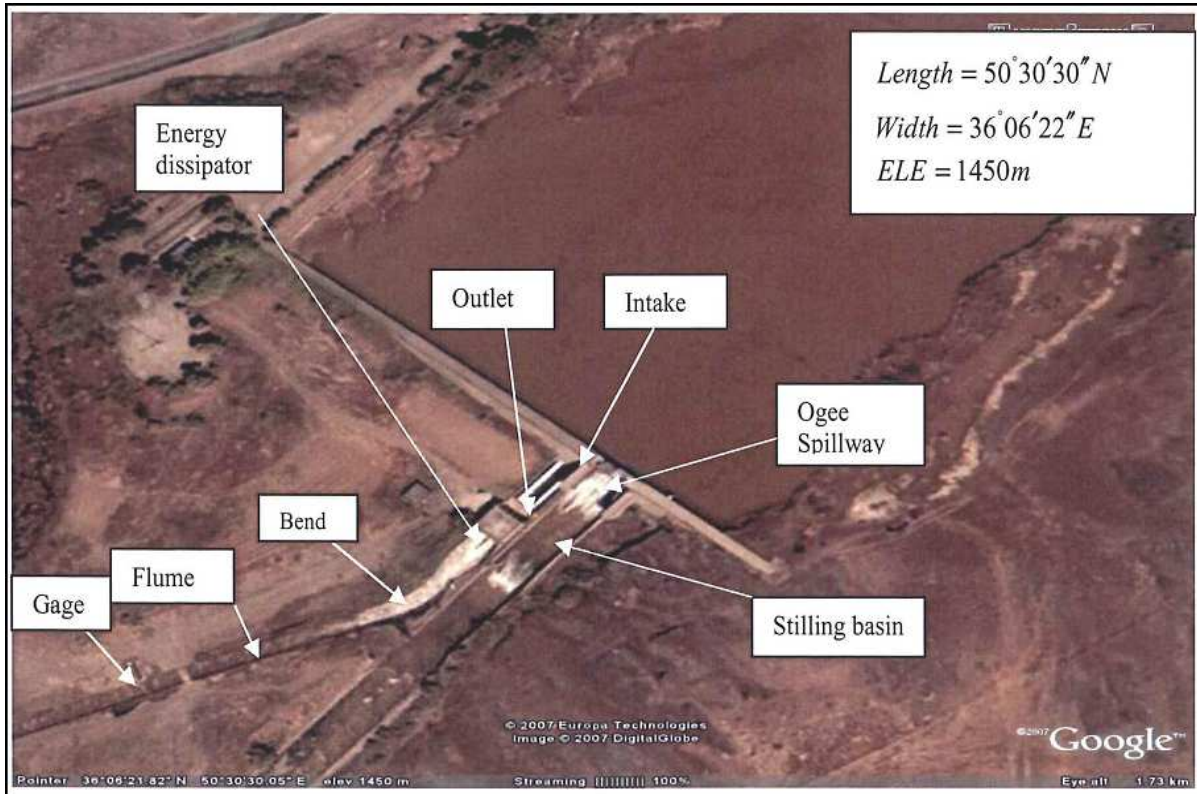 Length = 50°30′30″N
Width = 36°06′22″E
ELE = 1450m
Energy
dissipator
Outlet
Intake
Ogee
Spillway
Bend
Flume
Gage
Stilling basin
© 2007 Europa Technologies
Image © 2007 DigitalGlobe
©2007 Google™
Pointer 36°06'21.82" N 50°30'30.05" E elev 1450 m
Streaming |||||||||| 100%
Eye alt 1.73 km